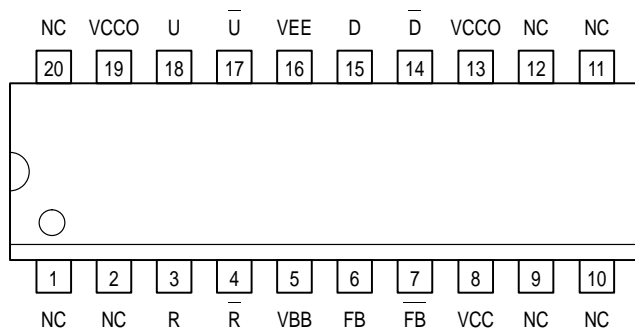 NC VCCO U U̅ VEE D D̅ VCCO NC NC
20 19 18 17 16 15 14 13 12 11
1 2 3 4 5 6 7 8 9 10
NC NC R R̅ VBB FB F̅B̅ VCC NC NC